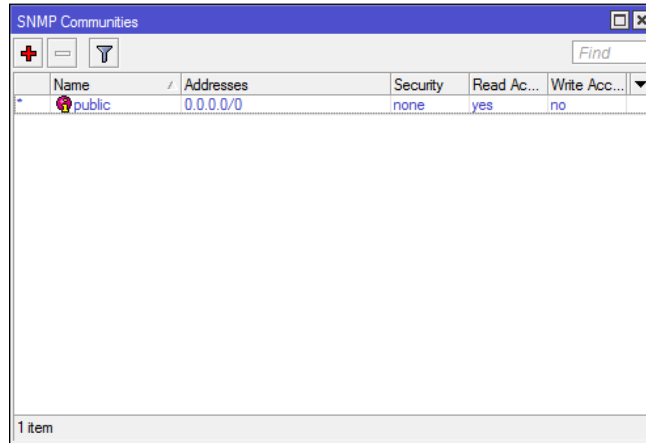 SNMP Communities
Find
Name / Addresses Security Read Ac... Write Acc...
* public 0.0.0.0/0 none yes no
1 item